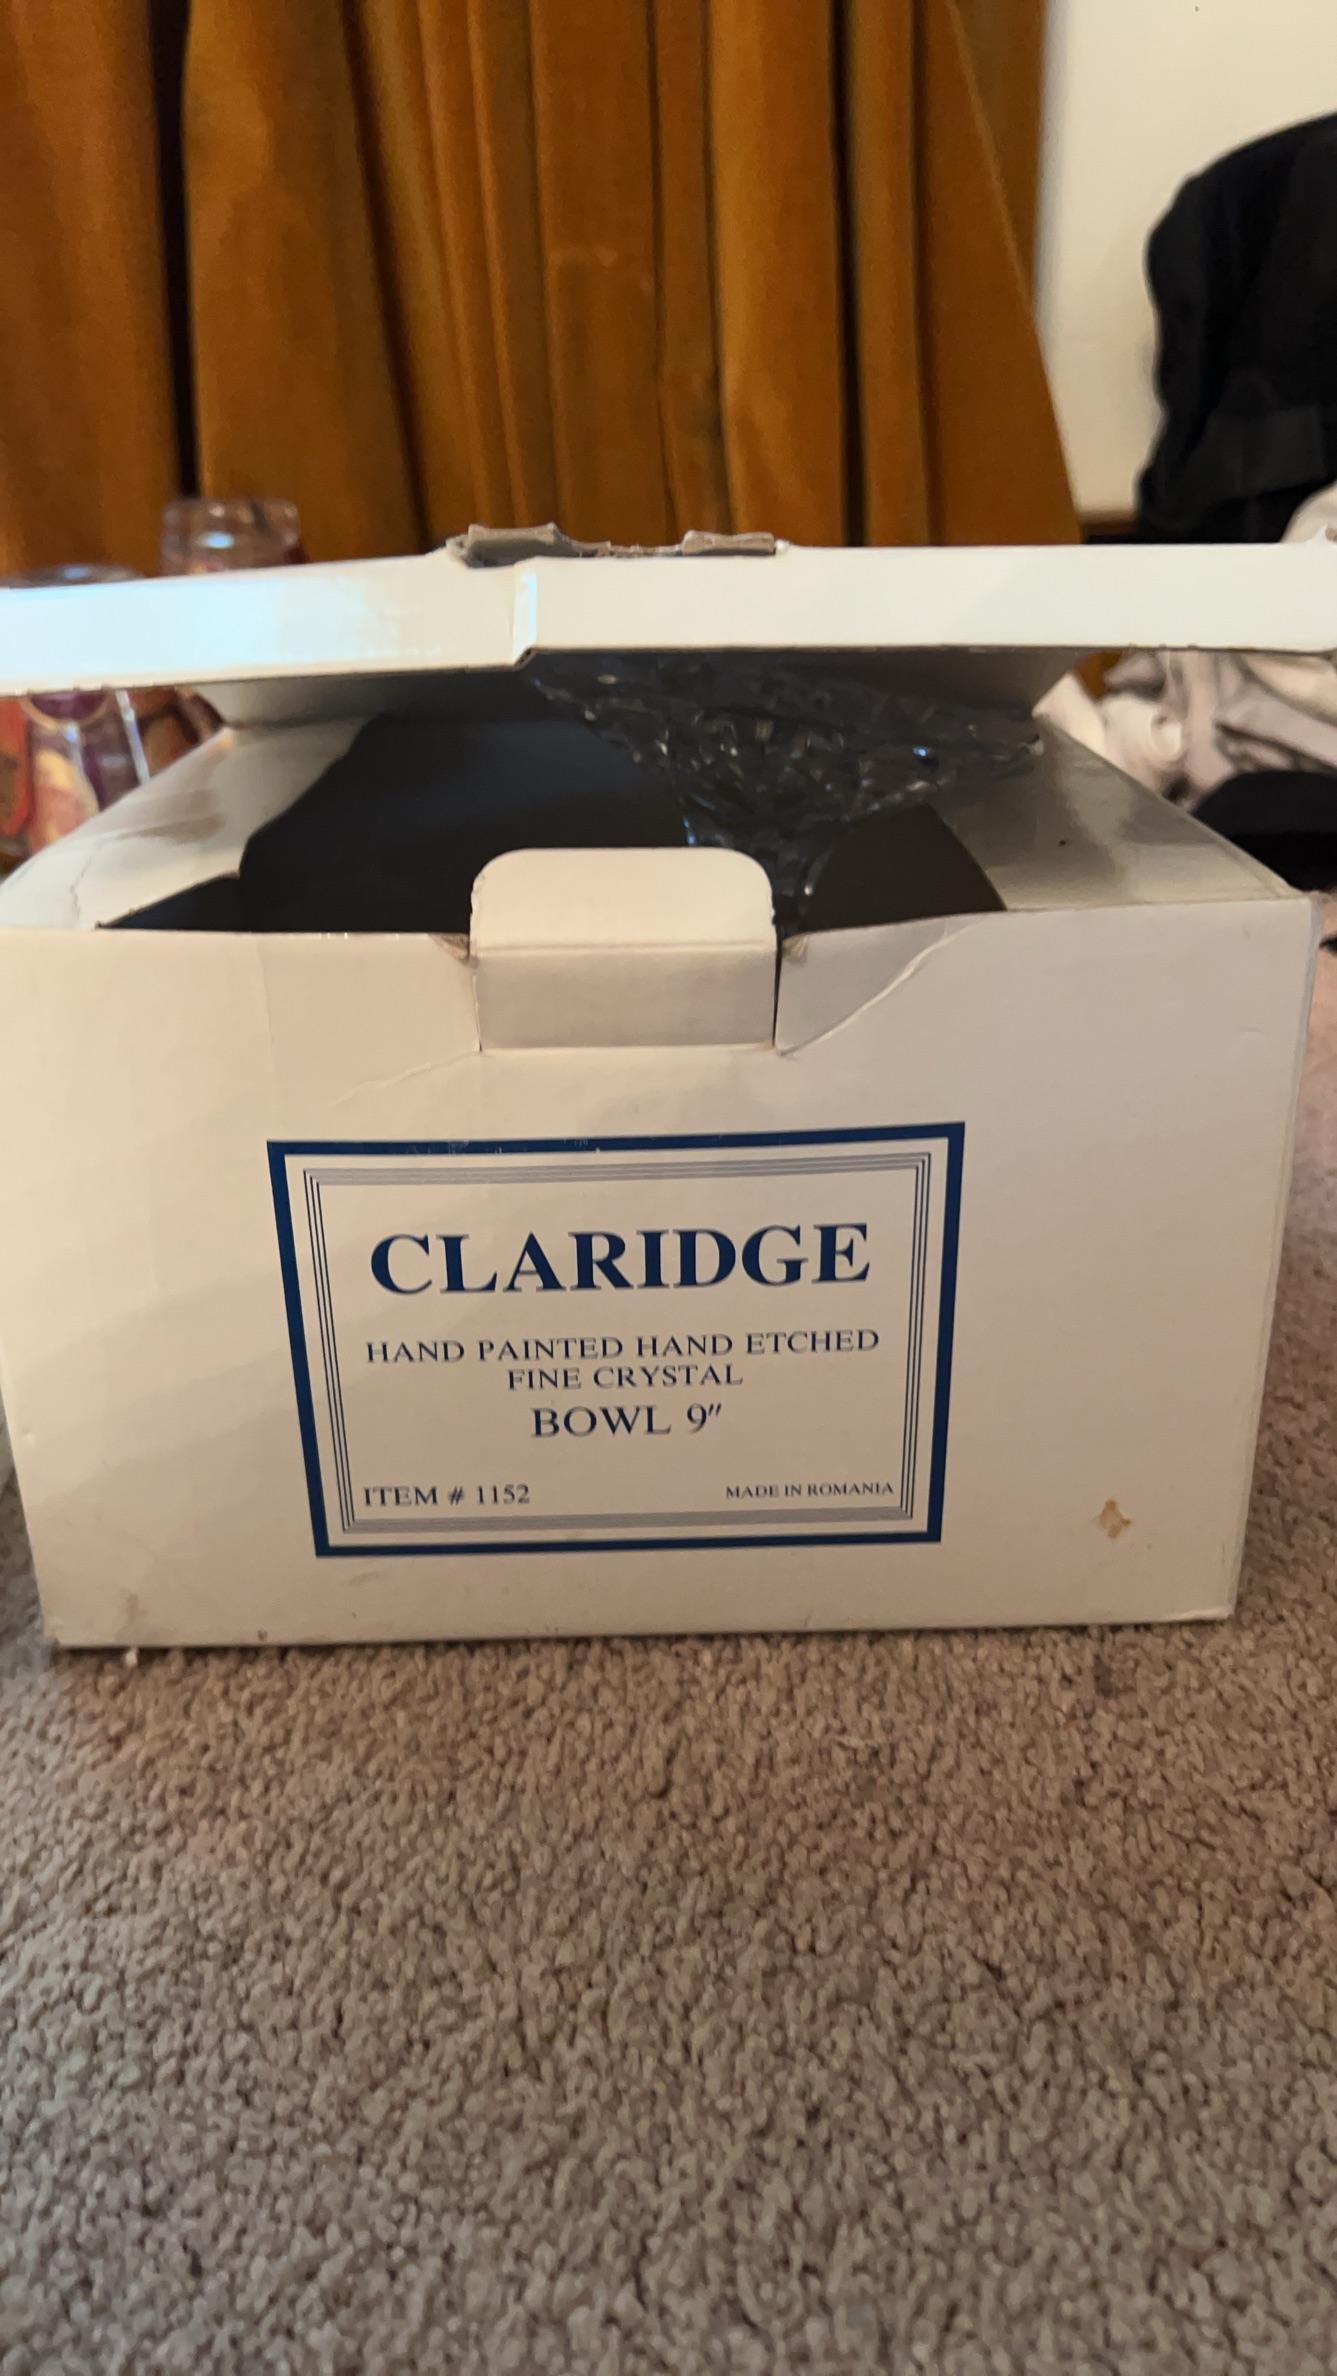 CLARIDGE
HAND PAINTED HAND ETCHED
FINE CRYSTAL
BOWL 9"
ITEM # 1152 MADE IN ROMANIA